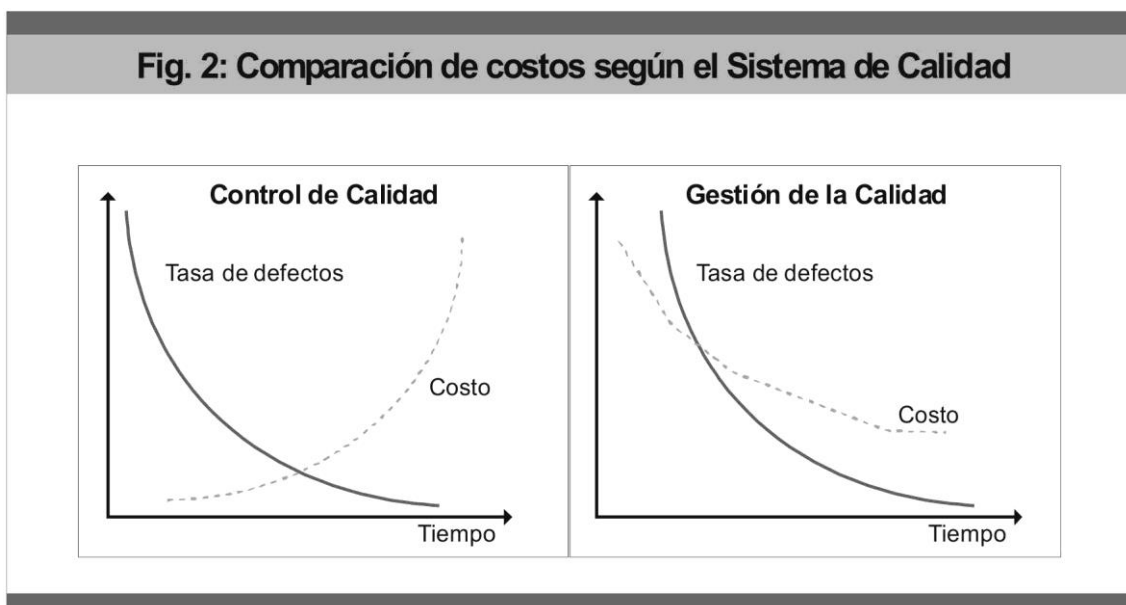 Fig. 2: Comparación de costos según el Sistema de Calidad
Control de Calidad
Tasa de defectos
Costo
Tiempo
Gestión de la Calidad
Tasa de defectos
Costo
Tiempo